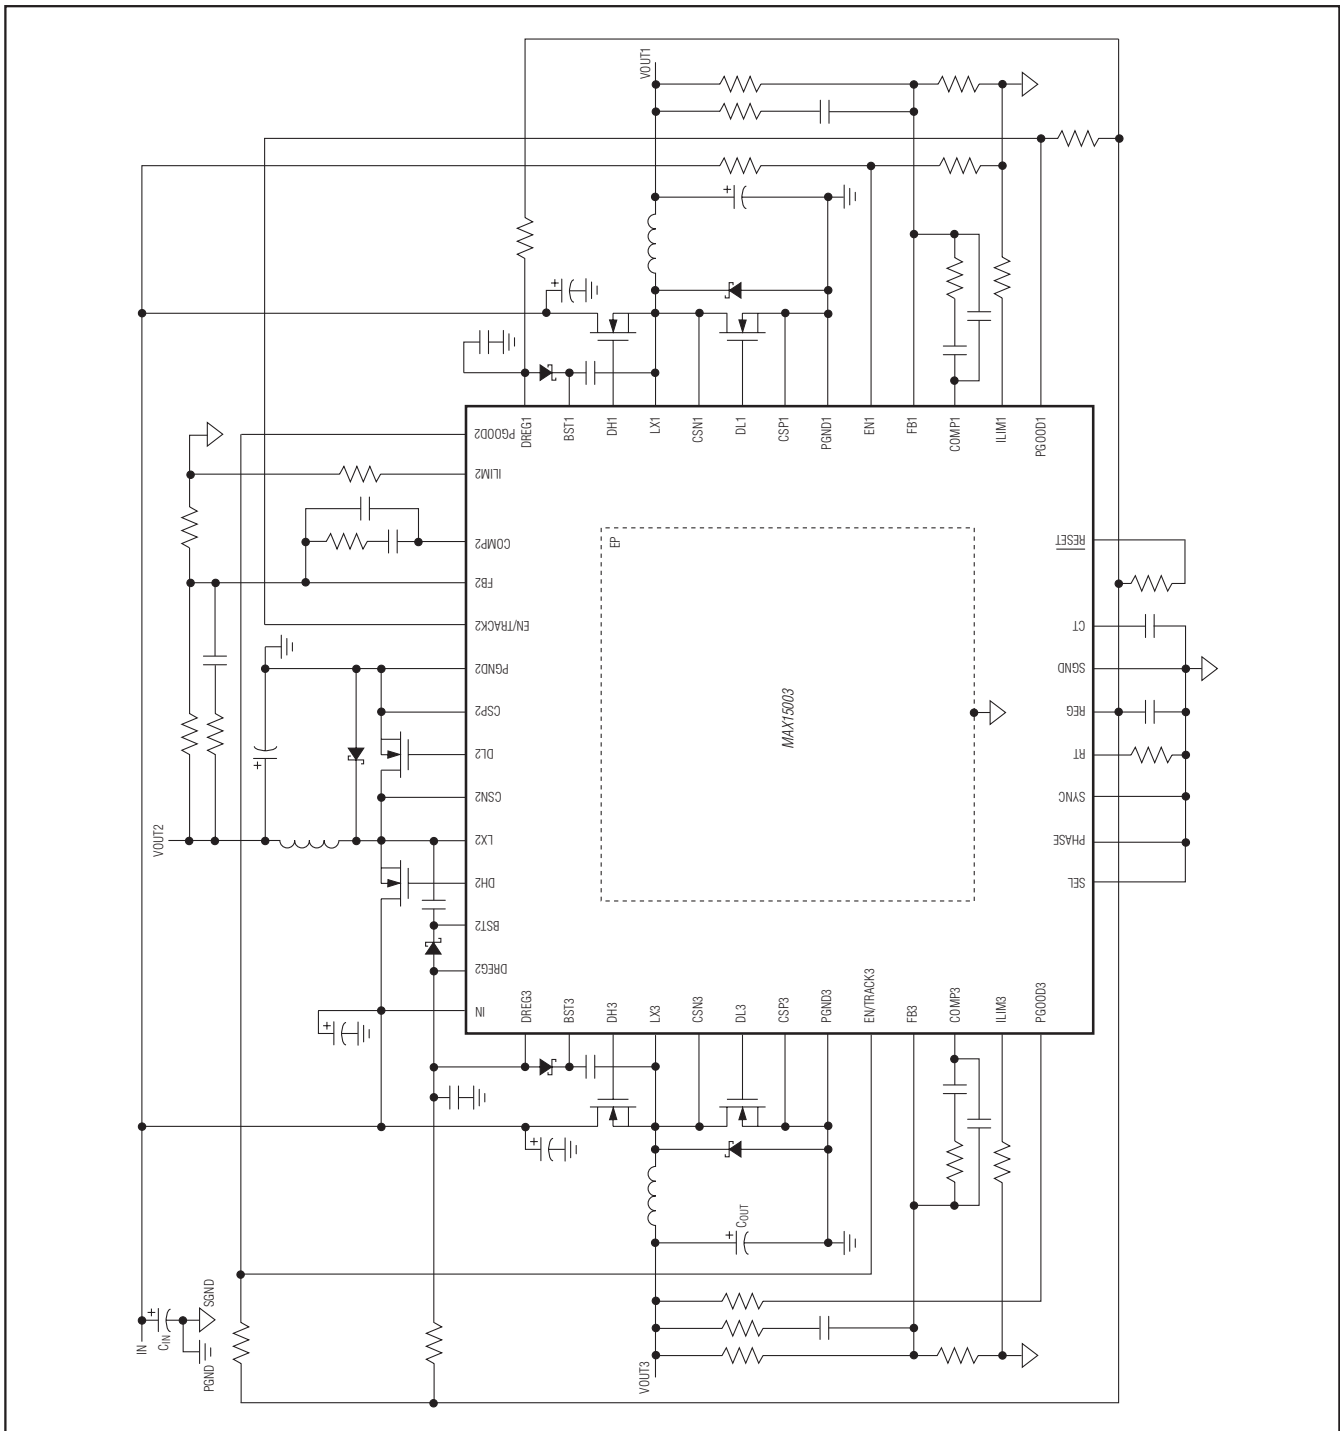 VOUT1
DREG1
BST1
DH1
LX1
CSN1
DL1
CSP1
PGND1
EN1
FB1
COMP1
ILIM1
PGOOD1
PGOOD2
ILIM2
COMP2
FB2
EN/TRACK2
PGND2
CSP2
DL2
CSN2
LX2
DH2
BST2
DREG2
IN
VOUT2
EP
MAX15003
RESET
CT
SGND
REG
RT
SYNC
PHASE
SEL
DREG3
BST3
DH3
LX3
CSN3
DL3
CSP3
PGND3
EN/TRACK3
FB3
COMP3
ILIM3
PGOOD3
+
+
+
+
+
+
+
COUT
+
CIN
IN
SGND
PGND
VOUT3